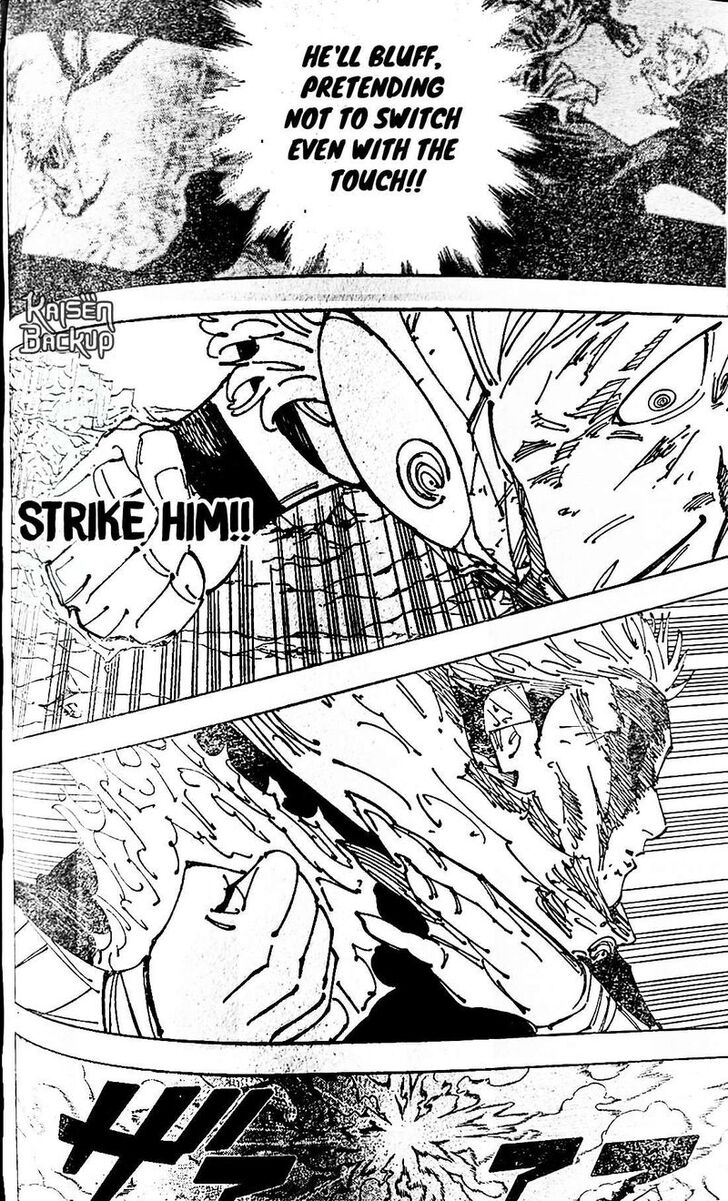 HE'LL BLUFF,
PRETENDING
NOT TO SWITCH
EVEN WITH THE
TOUCH!!
KAISEN
BACKUP
STRIKE HIM!!